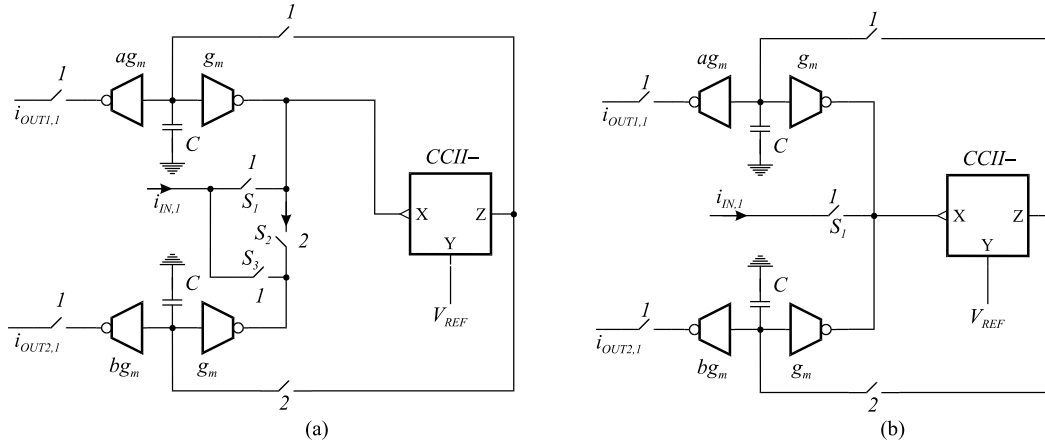 1
ag_m
g_m
1
i_OUT1,1
C
CCII–
1
i_IN,1
S_1
X
Z
Y
S_2
2
S_3
1
C
1
V_REF
i_OUT2,1
bg_m
g_m
2
(a)
1
ag_m
g_m
1
i_OUT1,1
C
CCII–
i_IN,1
1
S_1
X
Z
Y
C
1
V_REF
i_OUT2,1
bg_m
g_m
2
(b)